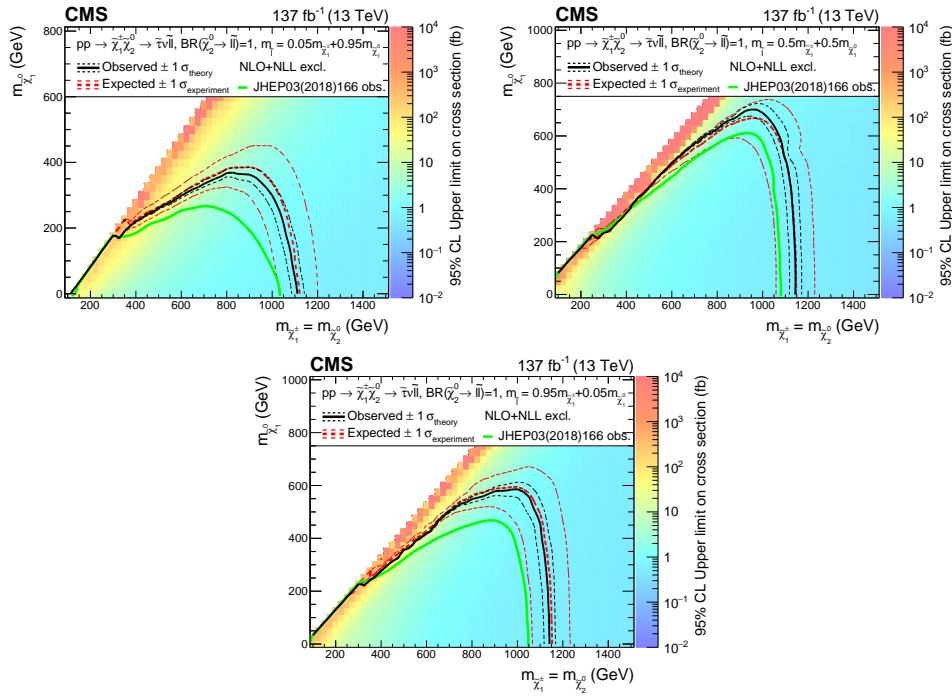 CMS 137 fb⁻¹ (13 TeV)
pp → χ̃₁±χ̃₂⁰ → τ̃νl̃l, BR(χ̃₂⁰→l̃l)=1, m_l̃ = 0.05m_χ̃₁± + 0.95m_χ̃₁⁰
Observed ± 1 σ_theory NLO+NLL excl.
Expected ± 1 σ_experiment JHEP03(2018)166 obs.
m_χ̃₁⁰ (GeV)
800
600
400
200
0
200 400 600 800 1000 1200 1400
m_χ̃₁± = m_χ̃₂⁰ (GeV)
10⁴
10³
10²
10
1
10⁻¹
10⁻²
95% CL Upper limit on cross section (fb)
CMS 137 fb⁻¹ (13 TeV)
pp → χ̃₁±χ̃₂⁰ → τ̃νl̃l, BR(χ̃₂⁰→l̃l)=1, m_l̃ = 0.5m_χ̃₁± + 0.5m_χ̃₁⁰
Observed ± 1 σ_theory NLO+NLL excl.
Expected ± 1 σ_experiment JHEP03(2018)166 obs.
m_χ̃₁⁰ (GeV)
1000
800
600
400
200
0
200 400 600 800 1000 1200 1400
m_χ̃₁± = m_χ̃₂⁰ (GeV)
10⁴
10³
10²
10
1
10⁻¹
10⁻²
95% CL Upper limit on cross section (fb)
CMS 137 fb⁻¹ (13 TeV)
pp → χ̃₁±χ̃₂⁰ → τ̃νl̃l, BR(χ̃₂⁰→l̃l)=1, m_l̃ = 0.95m_χ̃₁± + 0.05m_χ̃₁⁰
Observed ± 1 σ_theory NLO+NLL excl.
Expected ± 1 σ_experiment JHEP03(2018)166 obs.
m_χ̃₁⁰ (GeV)
1000
800
600
400
200
0
200 400 600 800 1000 1200 1400
m_χ̃₁± = m_χ̃₂⁰ (GeV)
10⁴
10³
10²
10
1
10⁻¹
10⁻²
95% CL Upper limit on cross section (fb)